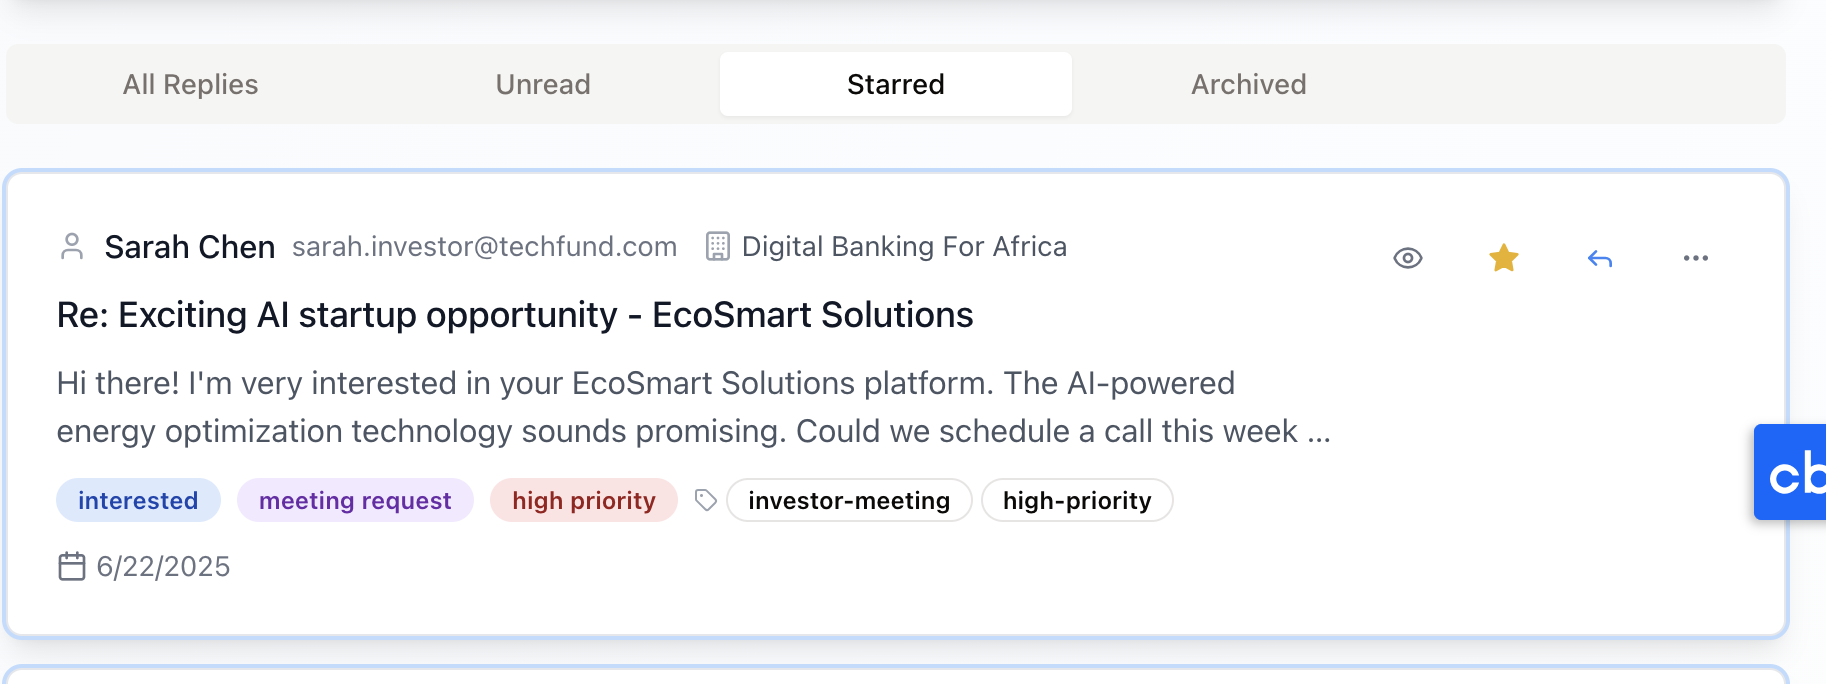 All Replies Unread Starred Archived
Sarah Chen sarah.investor@techfund.com Digital Banking For Africa
Re: Exciting AI startup opportunity - EcoSmart Solutions
Hi there! I'm very interested in your EcoSmart Solutions platform. The AI-powered
energy optimization technology sounds promising. Could we schedule a call this week ...
cb
interested meeting request high priority investor-meeting high-priority
6/22/2025